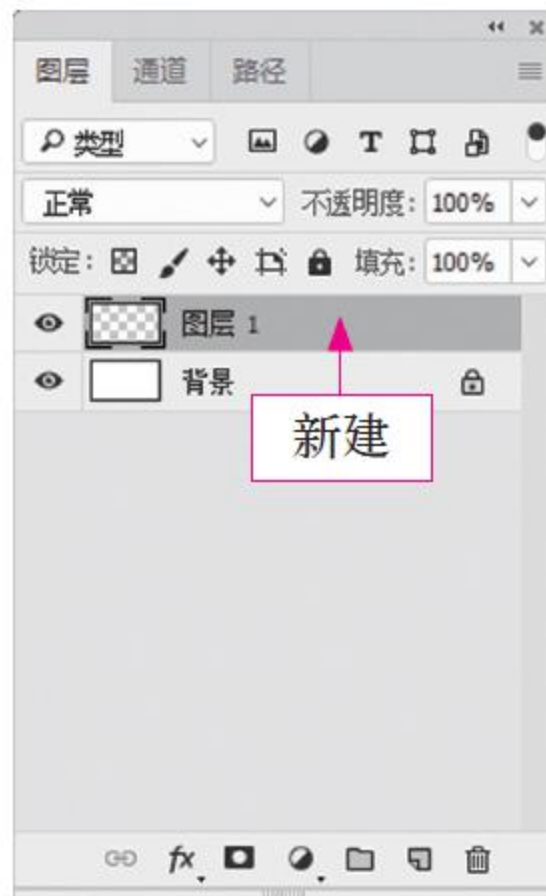 图层 通道 路径
类型
正常 不透明度: 100%
锁定: 填充: 100%
图层 1
背景
新建
fx